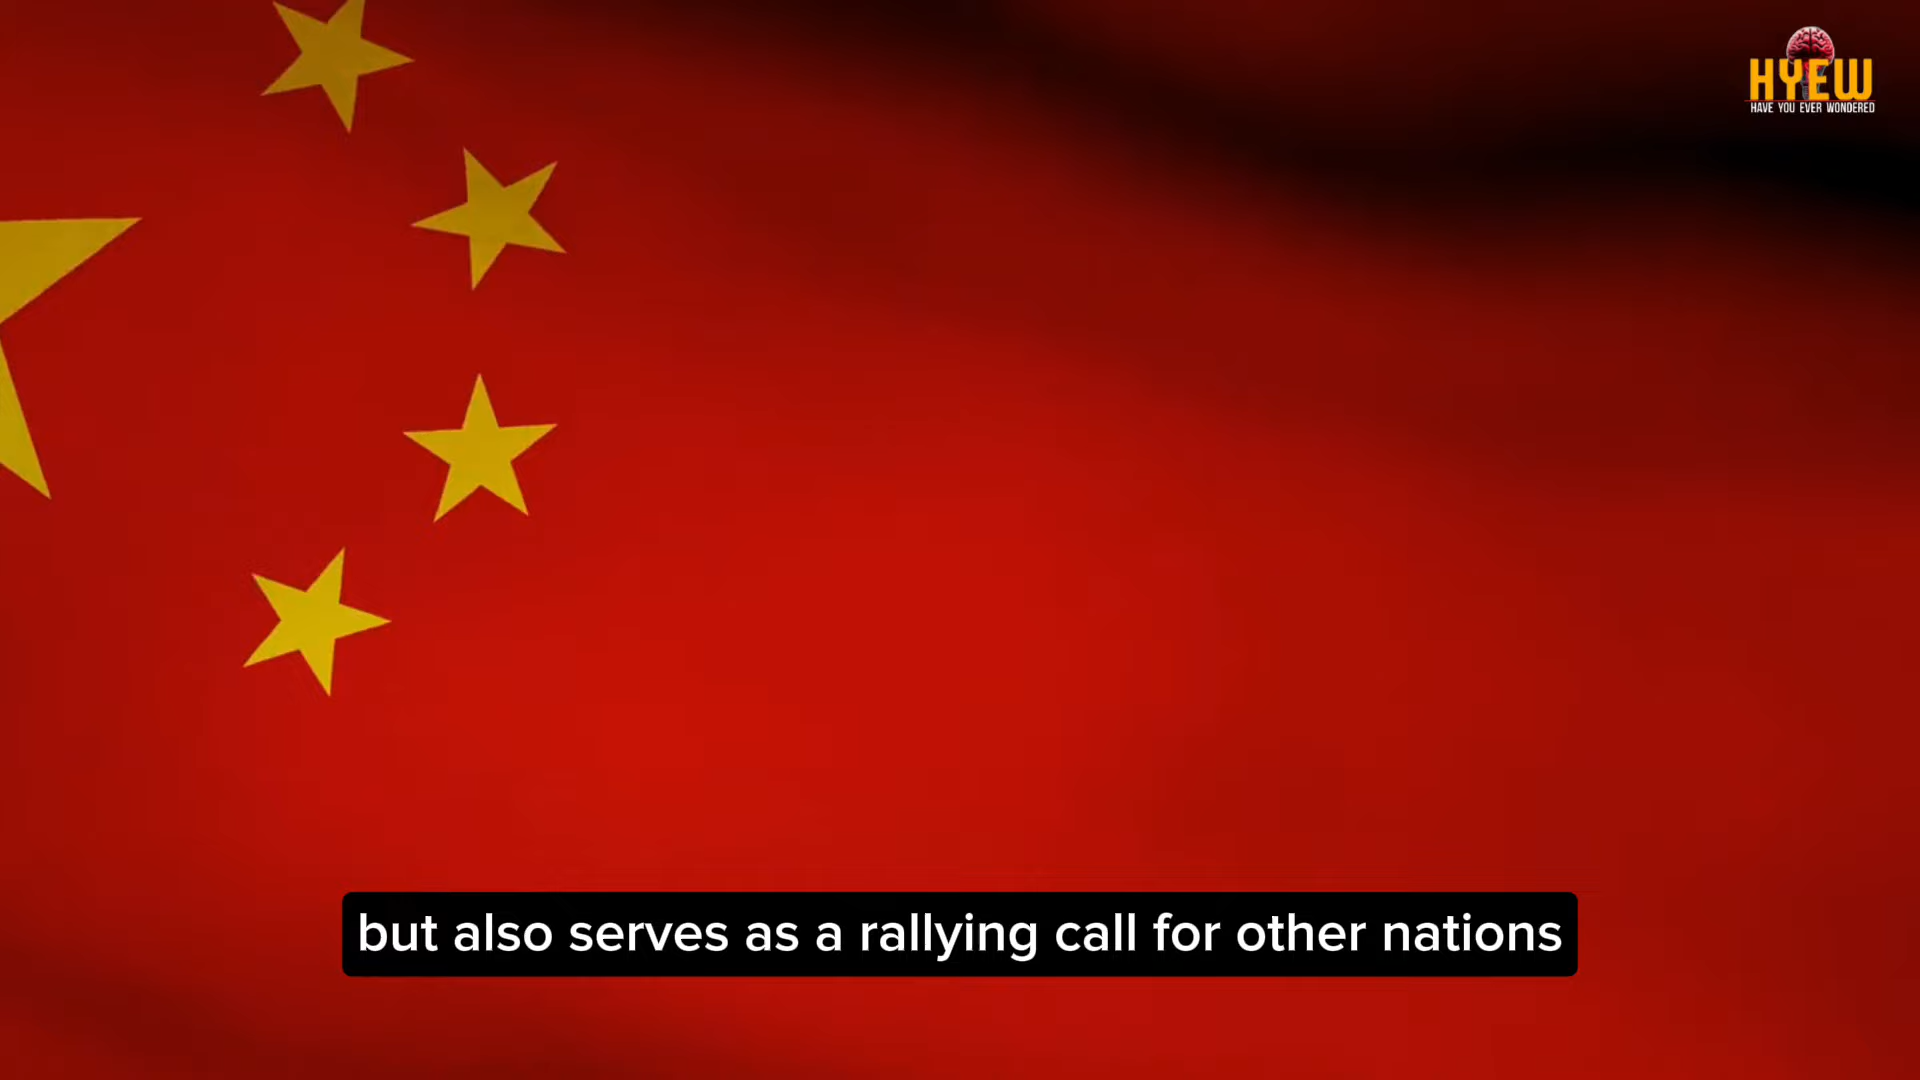 HYEW
HAVE YOU EVER WONDERED
but also serves as a rallying call for other nations